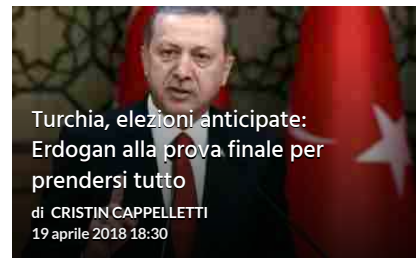 Turchia, elezioni anticipate:
Erdogan alla prova finale per
prendersi tutto
di CRISTIN CAPPELLETTI
19 aprile 2018 18:30